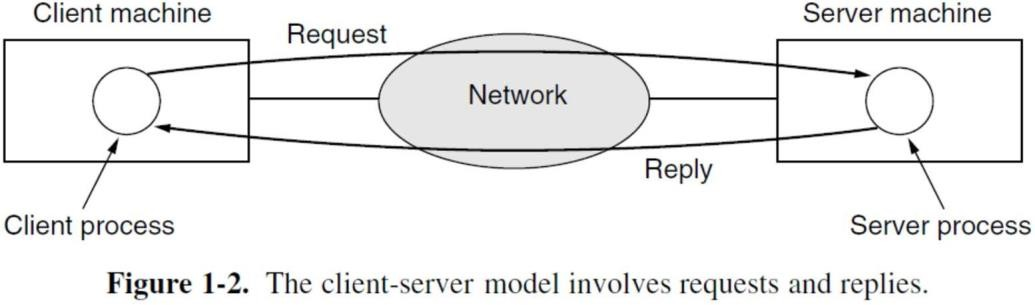 Client machine
Server machine
Request
Network
Reply
Client process
Server process
Figure 1-2. The client-server model involves requests and replies.